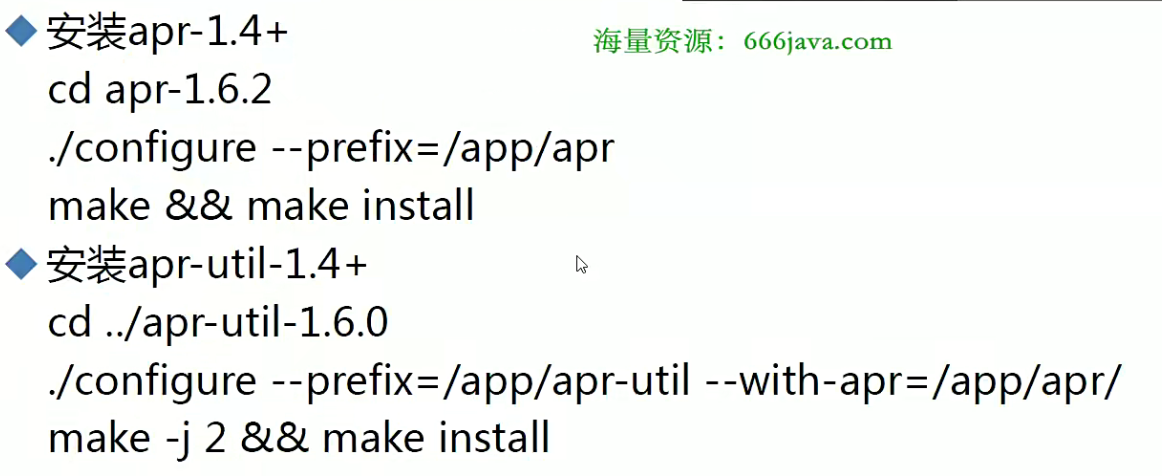 安装apr-1.4+
海量资源：666java.com
cd apr-1.6.2
./configure --prefix=/app/apr
make && make install
安装apr-util-1.4+
cd ../apr-util-1.6.0
./configure --prefix=/app/apr-util --with-apr=/app/apr/
make -j 2 && make install